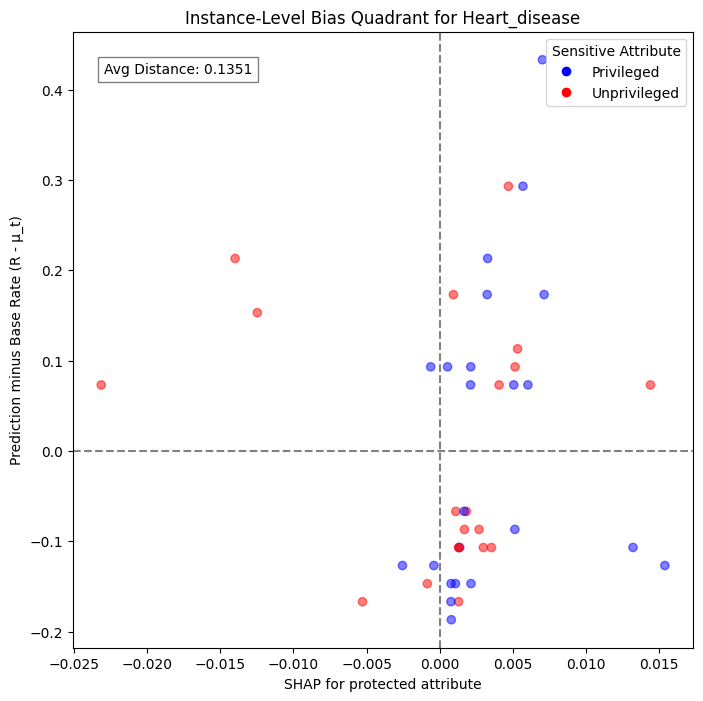 Instance-Level Bias Quadrant for Heart_disease
Avg Distance: 0.1351
Sensitive Attribute
Privileged
Unprivileged
Prediction minus Base Rate (R - μ_t)
0.4
0.3
0.2
0.1
0.0
−0.1
−0.2
−0.025 −0.020 −0.015 −0.010 −0.005 0.000 0.005 0.010 0.015
SHAP for protected attribute